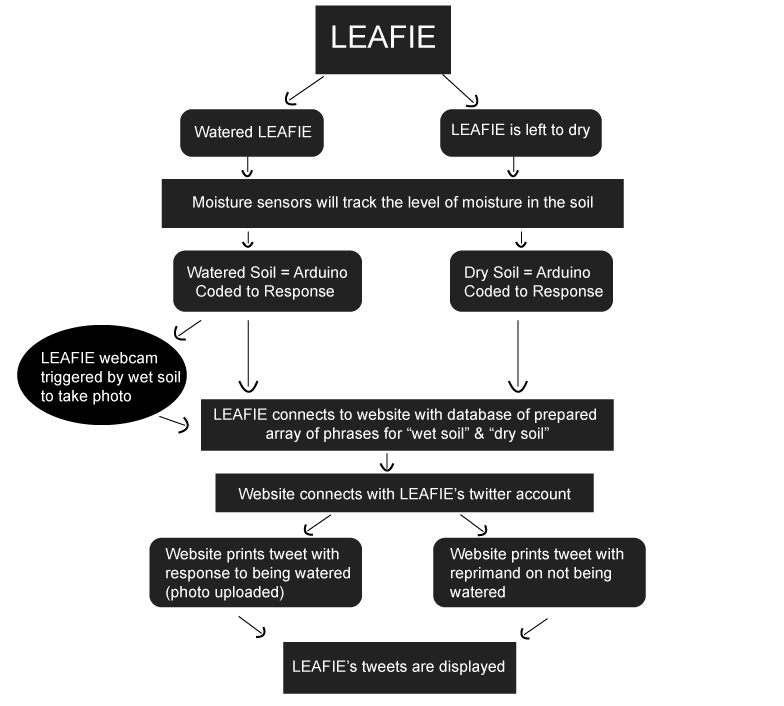 LEAFIE
Watered LEAFIE
LEAFIE is left to dry
Moisture sensors will track the level of moisture in the soil
Watered Soil = Arduino
Coded to Response
Dry Soil = Arduino
Coded to Response
LEAFIE webcam
triggered by wet soil
to take photo
LEAFIE connects to website with database of prepared
array of phrases for “wet soil” & “dry soil”
Website connects with LEAFIE’s twitter account
Website prints tweet with
response to being watered
(photo uploaded)
Website prints tweet with
reprimand on not being
watered
LEAFIE’s tweets are displayed